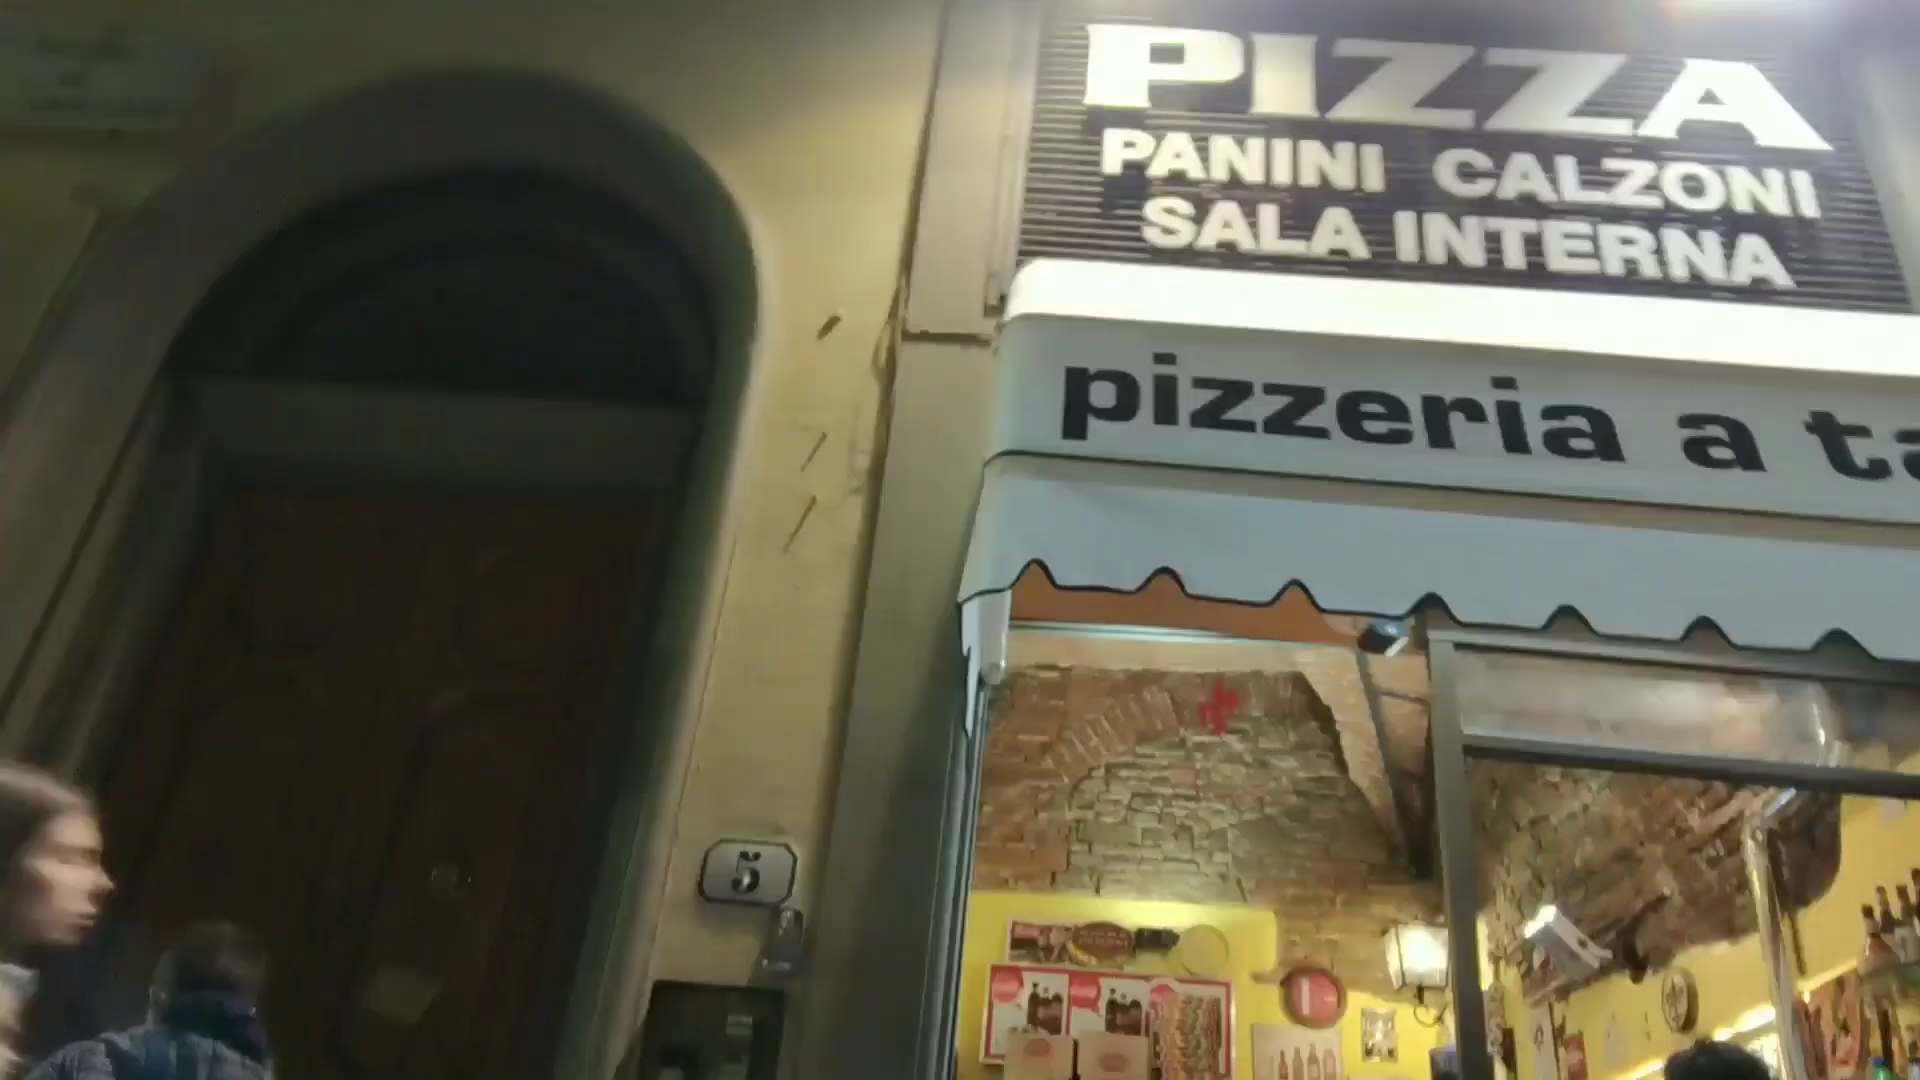 PIZZA
PANINI CALZONI
SALA INTERNA
pizzeria a ta
5